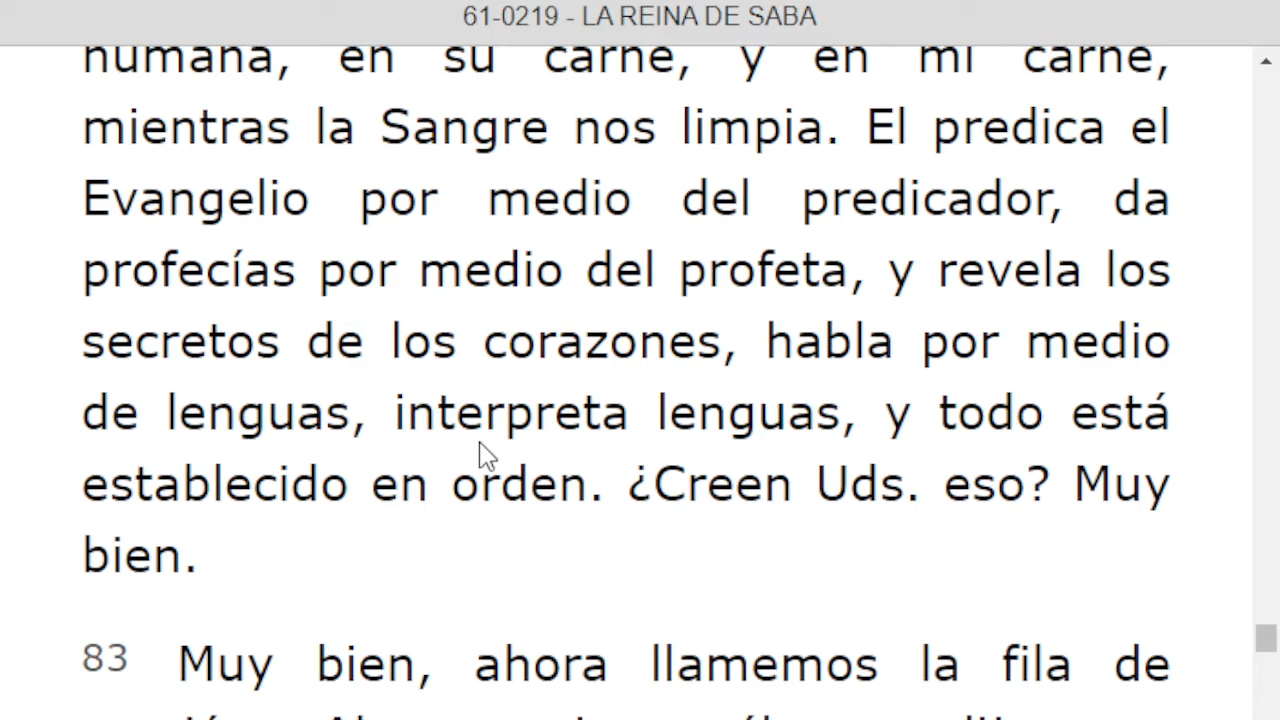 61-0219 - LA REINA DE SABA
humana, en su carne, y en mi carne,
mientras la Sangre nos limpia. El predica el
Evangelio por medio del predicador, da
profecías por medio del profeta, y revela los
secretos de los corazones, habla por medio
de lenguas, interpreta lenguas, y todo está
establecido en orden. ¿Creen Uds. eso? Muy
bien.
83 Muy bien, ahora llamemos la fila de